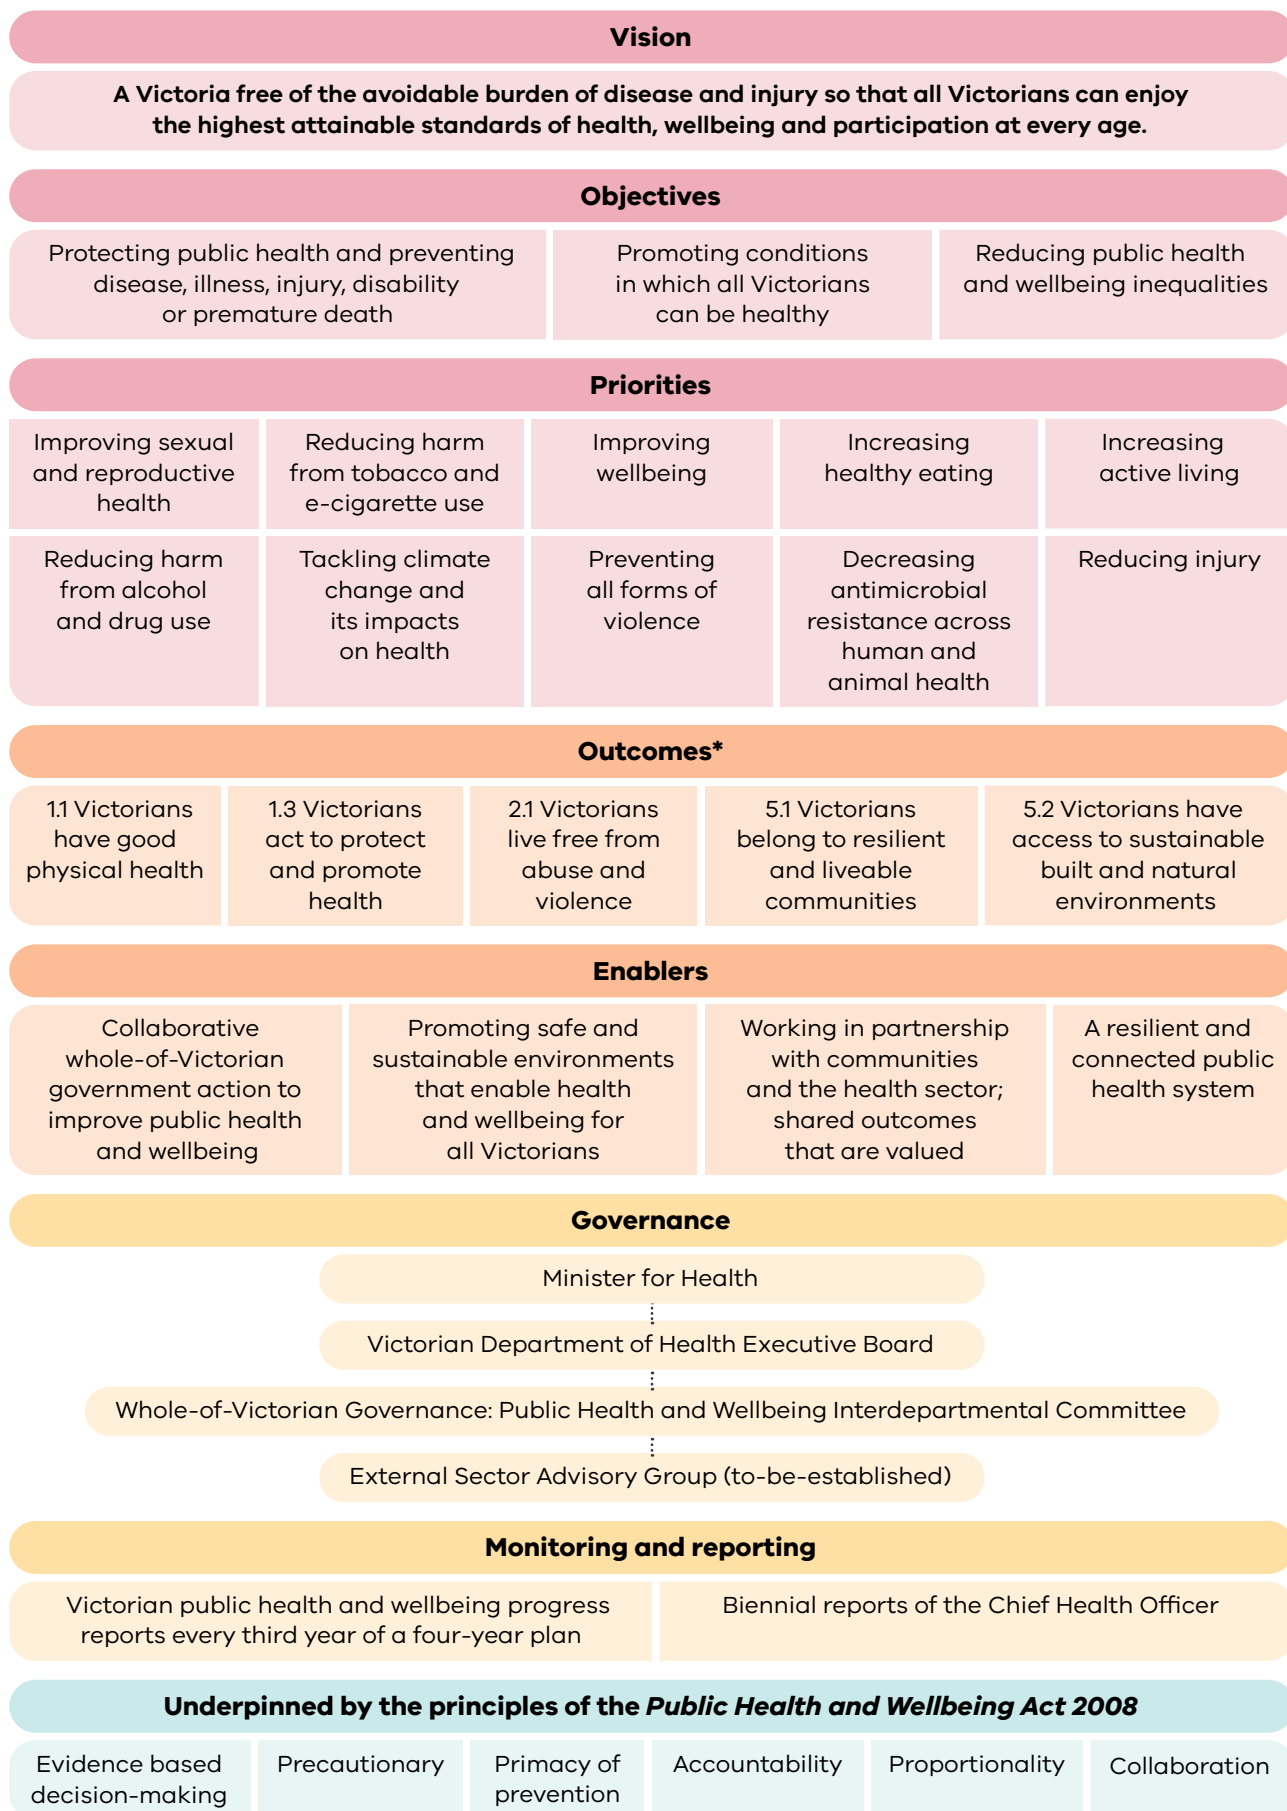 Vision
A Victoria free of the avoidable burden of disease and injury so that all Victorians can enjoy
the highest attainable standards of health, wellbeing and participation at every age.
Objectives
Protecting public health and preventing
disease, illness, injury, disability
or premature death
Promoting conditions
in which all Victorians
can be healthy
Reducing public health
and wellbeing inequalities
Priorities
Improving sexual
and reproductive
health
Reducing harm
from tobacco and
e-cigarette use
Improving
wellbeing
Increasing
healthy eating
Increasing
active living
Reducing harm
from alcohol
and drug use
Tackling climate
change and
its impacts
on health
Preventing
all forms of
violence
Decreasing
antimicrobial
resistance across
human and
animal health
Reducing injury
Outcomes*
1.1 Victorians
have good
physical health
1.3 Victorians
act to protect
and promote
health
2.1 Victorians
live free from
abuse and
violence
5.1 Victorians
belong to resilient
and liveable
communities
5.2 Victorians have
access to sustainable
built and natural
environments
Enablers
Collaborative
whole-of-Victorian
government action to
improve public health
and wellbeing
Promoting safe and
sustainable environments
that enable health
and wellbeing for
all Victorians
Working in partnership
with communities
and the health sector;
shared outcomes
that are valued
A resilient and
connected public
health system
Governance
Minister for Health
Victorian Department of Health Executive Board
Whole-of-Victorian Governance: Public Health and Wellbeing Interdepartmental Committee
External Sector Advisory Group (to-be-established)
Monitoring and reporting
Victorian public health and wellbeing progress
reports every third year of a four-year plan
Biennial reports of the Chief Health Officer
Underpinned by the principles of the Public Health and Wellbeing Act 2008
Evidence based
decision-making
Precautionary
Primacy of
prevention
Accountability
Proportionality
Collaboration